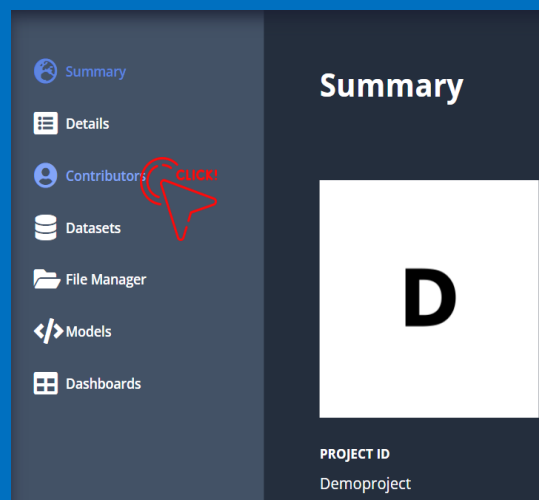 Summary
Details
Contributors
CLICK!
Datasets
File Manager
Models
Dashboards
Summary
D
PROJECT ID
Demoproject